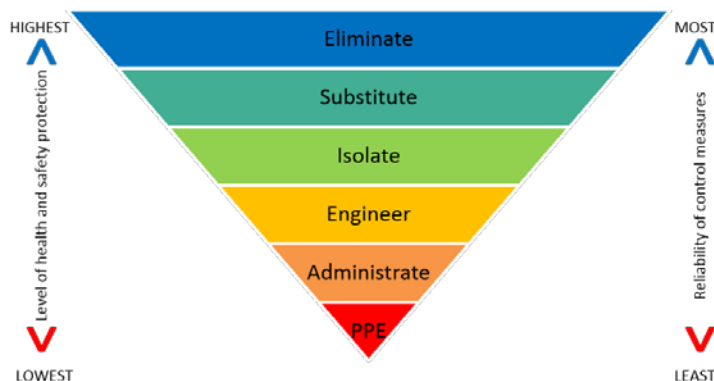 HIGHEST
MOST
Eliminate
Substitute
Isolate
Engineer
Administrate
PPE
Level of health and safety protection
Reliability of control measures
LOWEST
LEAST